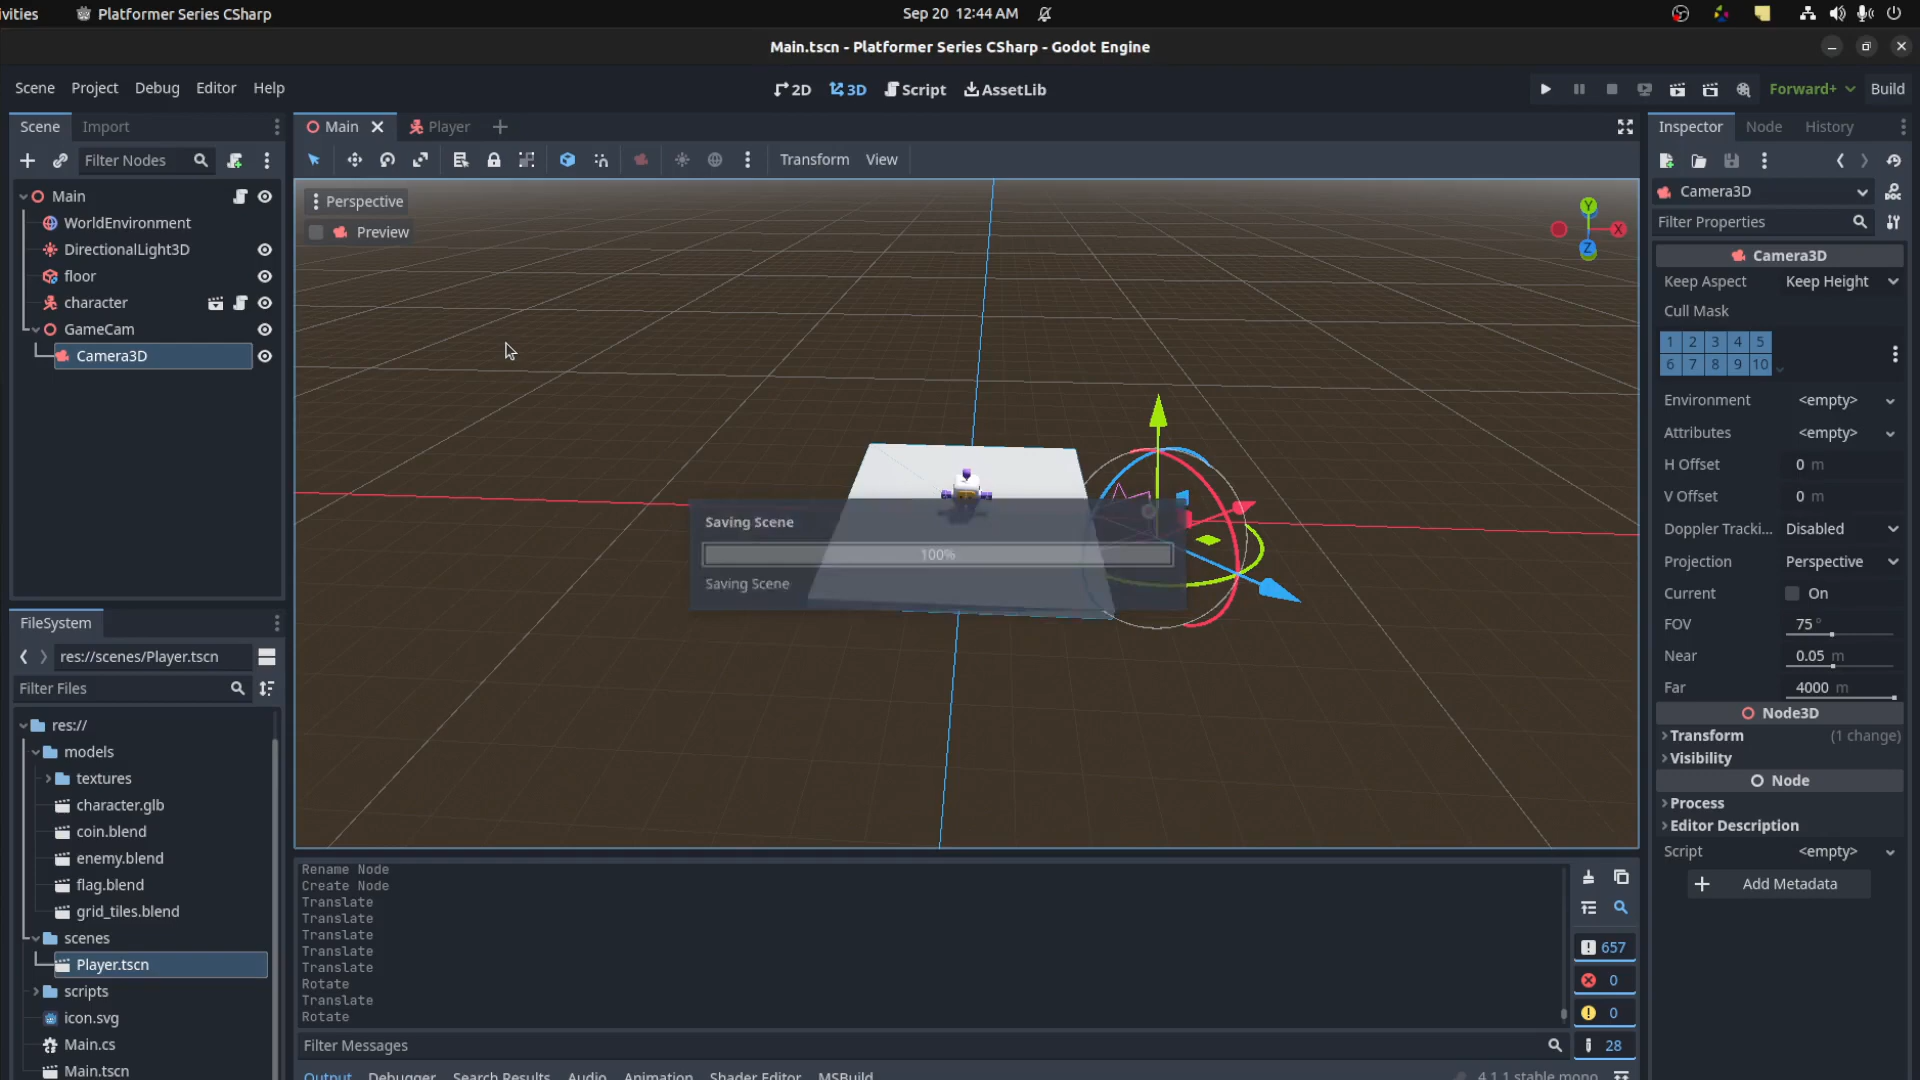 ivities
Platformer Series CSharp
Sep 20 12:44 AM
Main.tscn - Platformer Series CSharp - Godot Engine
Scene Project Debug Editor Help
2D 3D Script AssetLib
Forward+ Build
Scene Import
Main Player
Inspector Node History
Filter Nodes
Transform View
Main
WorldEnvironment
DirectionalLight3D
floor
character
GameCam
Camera3D
Perspective
Preview
Y
X
Z
Saving Scene
100%
Saving Scene
Camera3D
Filter Properties
Camera3D
Keep Aspect Keep Height
Cull Mask
1 2 3 4 5
6 7 8 9 10
Environment <empty>
Attributes <empty>
H Offset 0 m
V Offset 0 m
Doppler Tracki... Disabled
Projection Perspective
Current On
FOV 75 °
Near 0.05 m
Far 4000 m
Node3D
Transform (1 change)
Visibility
Node
Process
Editor Description
Script <empty>
Add Metadata
FileSystem
res://scenes/Player.tscn
Filter Files
res://
models
textures
character.glb
coin.blend
enemy.blend
flag.blend
grid_tiles.blend
scenes
Player.tscn
scripts
icon.svg
Main.cs
Main.tscn
Rename Node
Create Node
Translate
Translate
Translate
Translate
Translate
Rotate
Translate
Rotate
657
0
0
28
Filter Messages
Output Debugger Search Results Audio Animation Shader Editor MSBuild
4.1.1.stable.mono